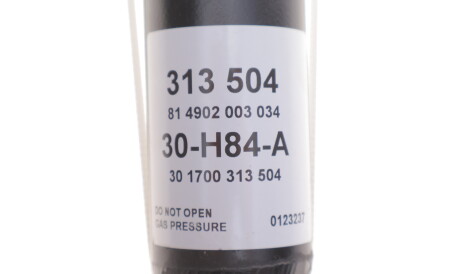 313 504
81 4902 003 034
30-H84-A
30 1700 313 504
DO NOT OPEN
GAS PRESSURE 0123237